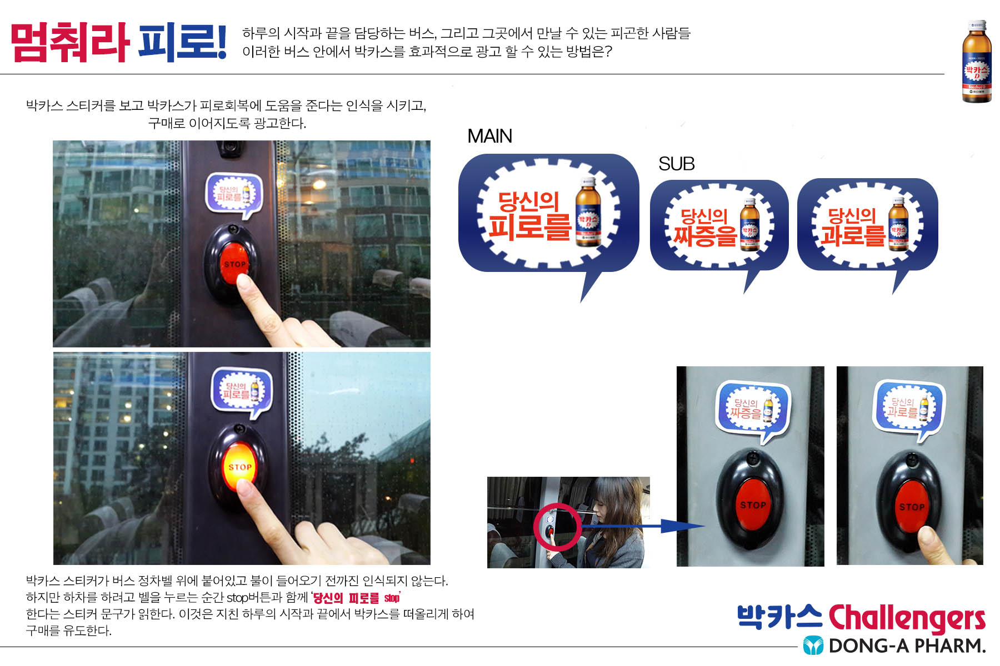 멈춰라 피로!
하루의 시작과 끝을 담당하는 버스, 그리고 그곳에서 만날 수 있는 피곤한 사람들
이러한 버스 안에서 박카스를 효과적으로 광고 할 수 있는 방법은?
박카스
D
Bacchus-D
박카스 스티커를 보고 박카스가 피로회복에 도움을 준다는 인식을 시키고,
구매로 이어지도록 광고한다.
당신의
피로를
STOP
당신의
피로를
STOP
MAIN
당신의
피로를
박카스
D
SUB
당신의
짜증을
박카스
D
당신의
과로를
박카스
D
당신의
짜증을
STOP
당신의
과로를
STOP
박카스 스티커가 버스 정차벨 위에 붙어있고 불이 들어오기 전까진 인식되지 않는다.
하지만 하차를 하려고 벨을 누르는 순간 stop버튼과 함께 ‘당신의 피로를 stop’
한다는 스티커 문구가 읽한다. 이것은 지친 하루의 시작과 끝에서 박카스를 떠올리게 하여
구매를 유도한다.
박카스 Challengers
DONG-A PHARM.